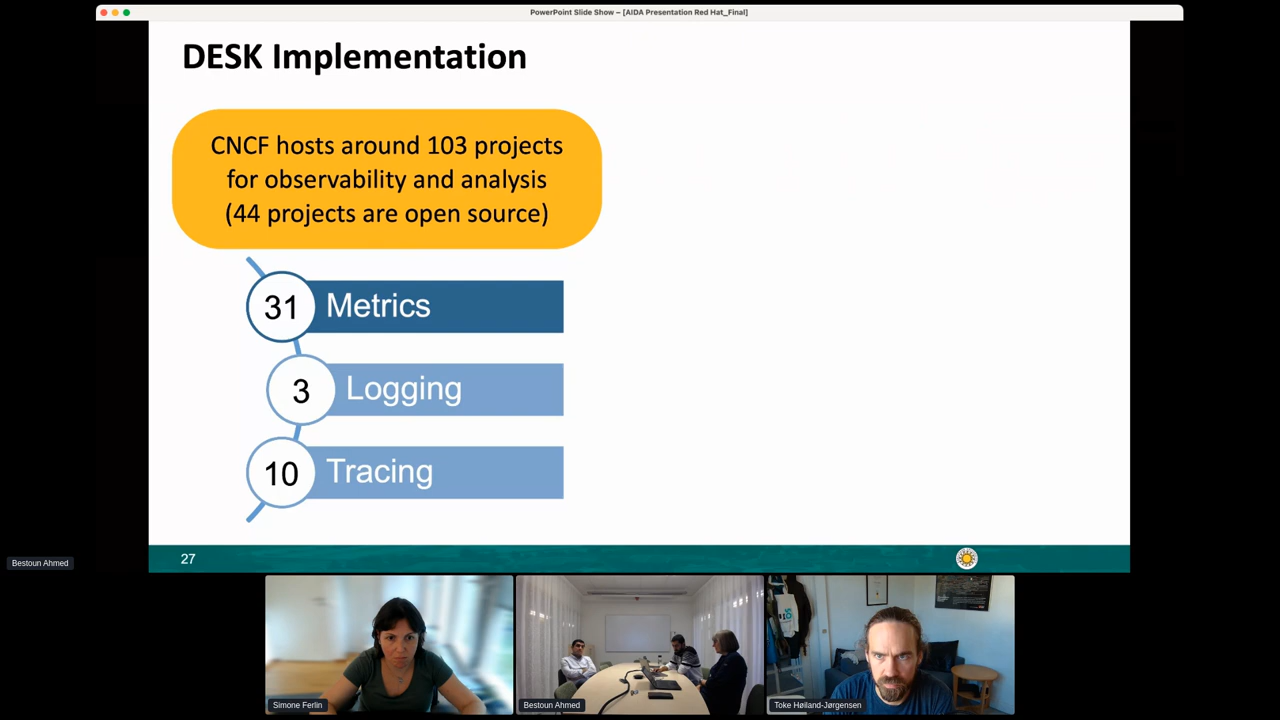 PowerPoint Slide Show – [AIDA Presentation Red Hat_Final]
DESK Implementation
CNCF hosts around 103 projects
for observability and analysis
(44 projects are open source)
31 Metrics
3 Logging
10 Tracing
27
Bestoun Ahmed
Simone Ferlin
Bestoun Ahmed
Toke Høiland-Jørgensen